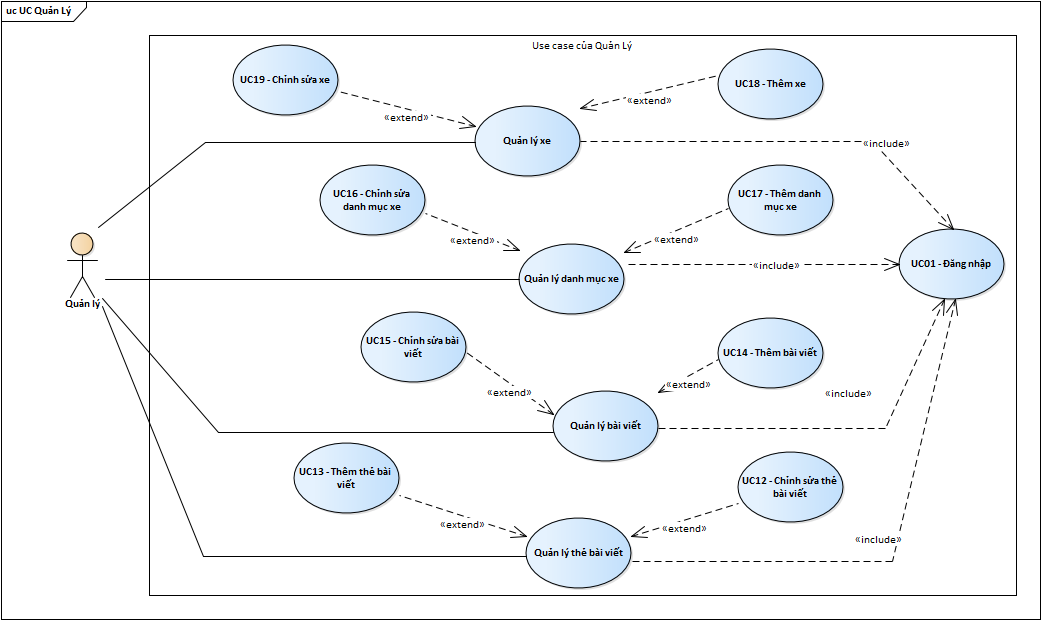 uc UC Quản Lý
Use case của Quản Lý
UC19 - Chỉnh sửa xe
UC18 - Thêm xe
«extend»
«extend»
Quản lý xe
«include»
UC16 - Chỉnh sửa
danh mục xe
UC17 - Thêm danh
mục xe
«extend»
«extend»
Quản lý danh mục xe
«include»
UC01 - Đăng nhập
Quản lý
UC15 - Chỉnh sửa bài
viết
UC14 - Thêm bài viết
«extend»
«extend»
«include»
Quản lý bài viết
UC13 - Thêm thẻ bài
viết
UC12 - Chỉnh sửa thẻ
bài viết
«extend»
«extend»
«include»
Quản lý thẻ bài viết